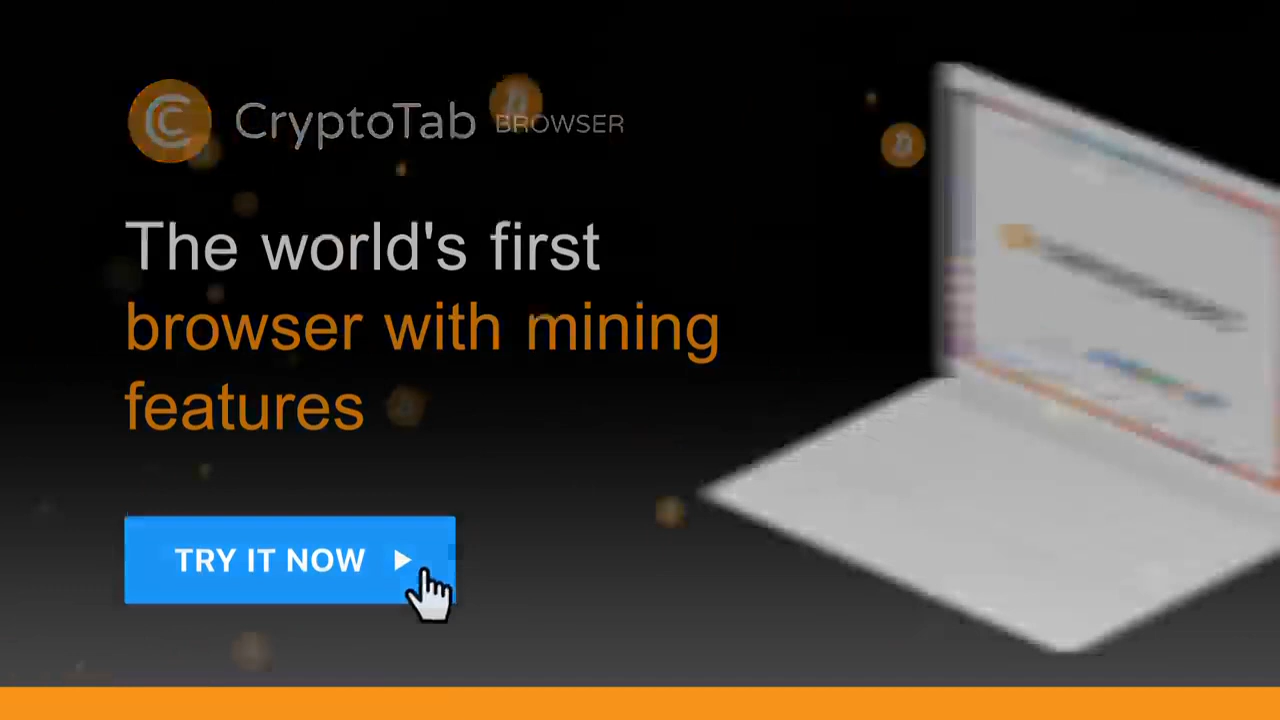 CryptoTab BROWSER
The world's first
browser with mining
features
TRY IT NOW